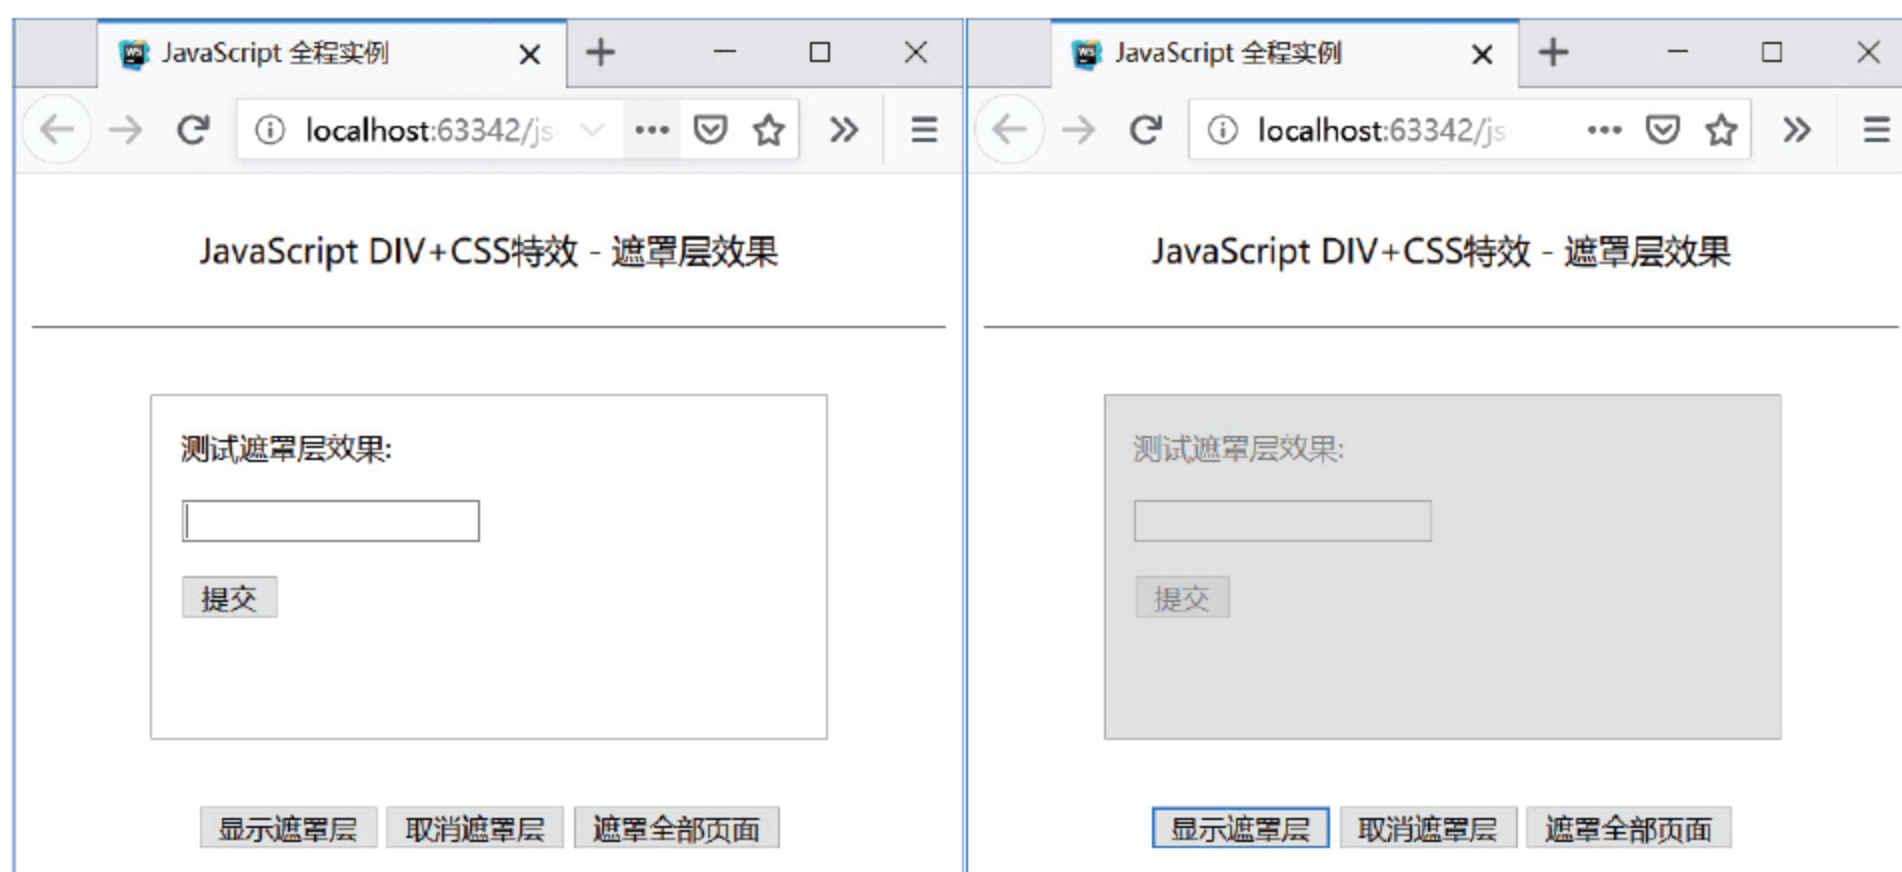 JavaScript 全程实例
localhost:63342/js
JavaScript DIV+CSS特效 - 遮罩层效果
测试遮罩层效果:
提交
显示遮罩层 取消遮罩层 遮罩全部页面
JavaScript 全程实例
localhost:63342/js
JavaScript DIV+CSS特效 - 遮罩层效果
测试遮罩层效果:
提交
显示遮罩层 取消遮罩层 遮罩全部页面